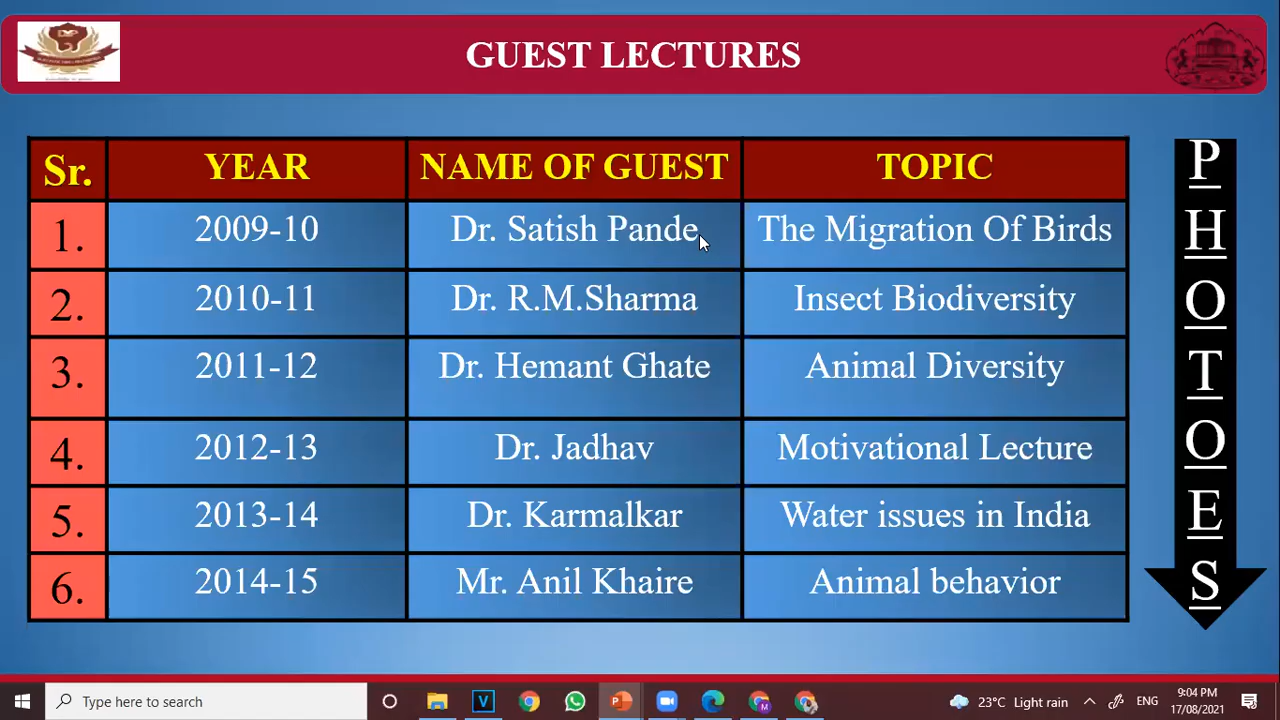 GUEST LECTURES
Sr. YEAR NAME OF GUEST TOPIC
1. 2009-10 Dr. Satish Pande The Migration Of Birds
2. 2010-11 Dr. R.M.Sharma Insect Biodiversity
3. 2011-12 Dr. Hemant Ghate Animal Diversity
4. 2012-13 Dr. Jadhav Motivational Lecture
5. 2013-14 Dr. Karmalkar Water issues in India
6. 2014-15 Mr. Anil Khaire Animal behavior
PHOTOES
Type here to search
23°C Light rain
ENG
9:04 PM
17/08/2021